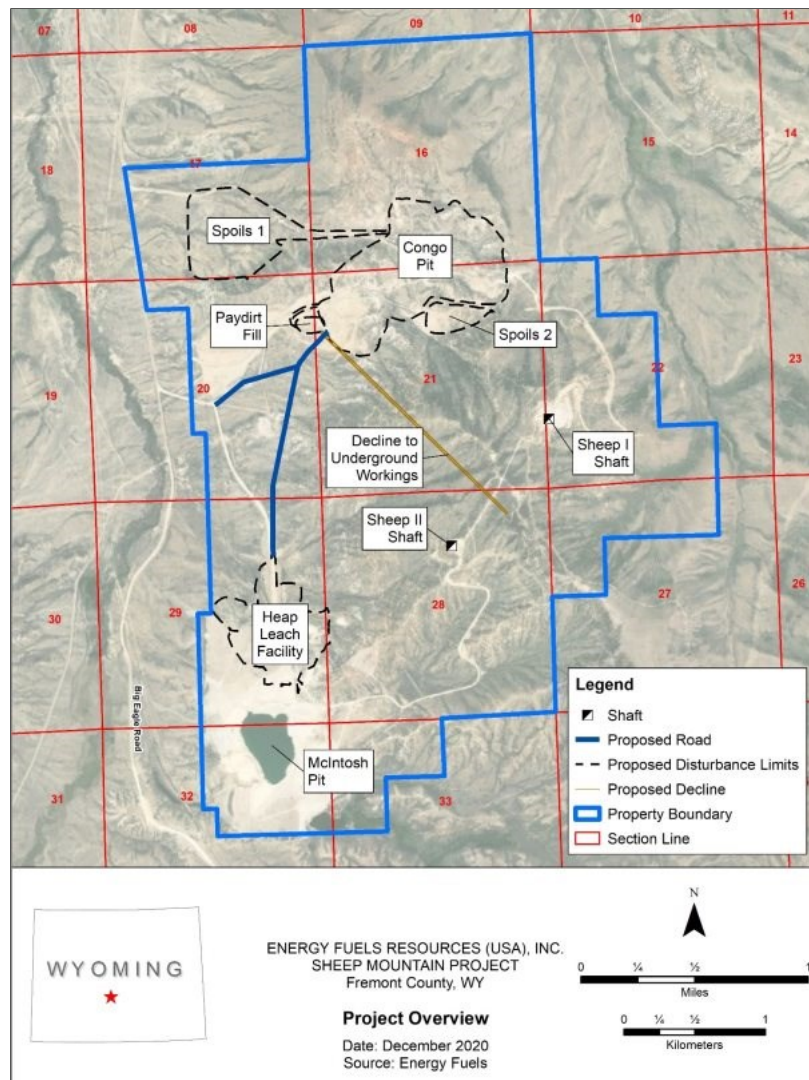 07
08
09
10
11
18
17
16
15
14
Spoils 1
Congo
Pit
Paydirt
Fill
Spoils 2
19
20
21
22
23
Decline to
Underground
Workings
Sheep I
Shaft
Sheep II
Shaft
30
29
28
27
26
Heap
Leach
Facility
Big Eagle Road
McIntosh
Pit
31
32
33
Legend
Shaft
Proposed Road
Proposed Disturbance Limits
Proposed Decline
Property Boundary
Section Line
WYOMING
ENERGY FUELS RESOURCES (USA), INC.
SHEEP MOUNTAIN PROJECT
Fremont County, WY
Project Overview
Date: December 2020
Source: Energy Fuels
N
0 ¼ ½ 1
Miles
0 ¼ ½ 1
Kilometers